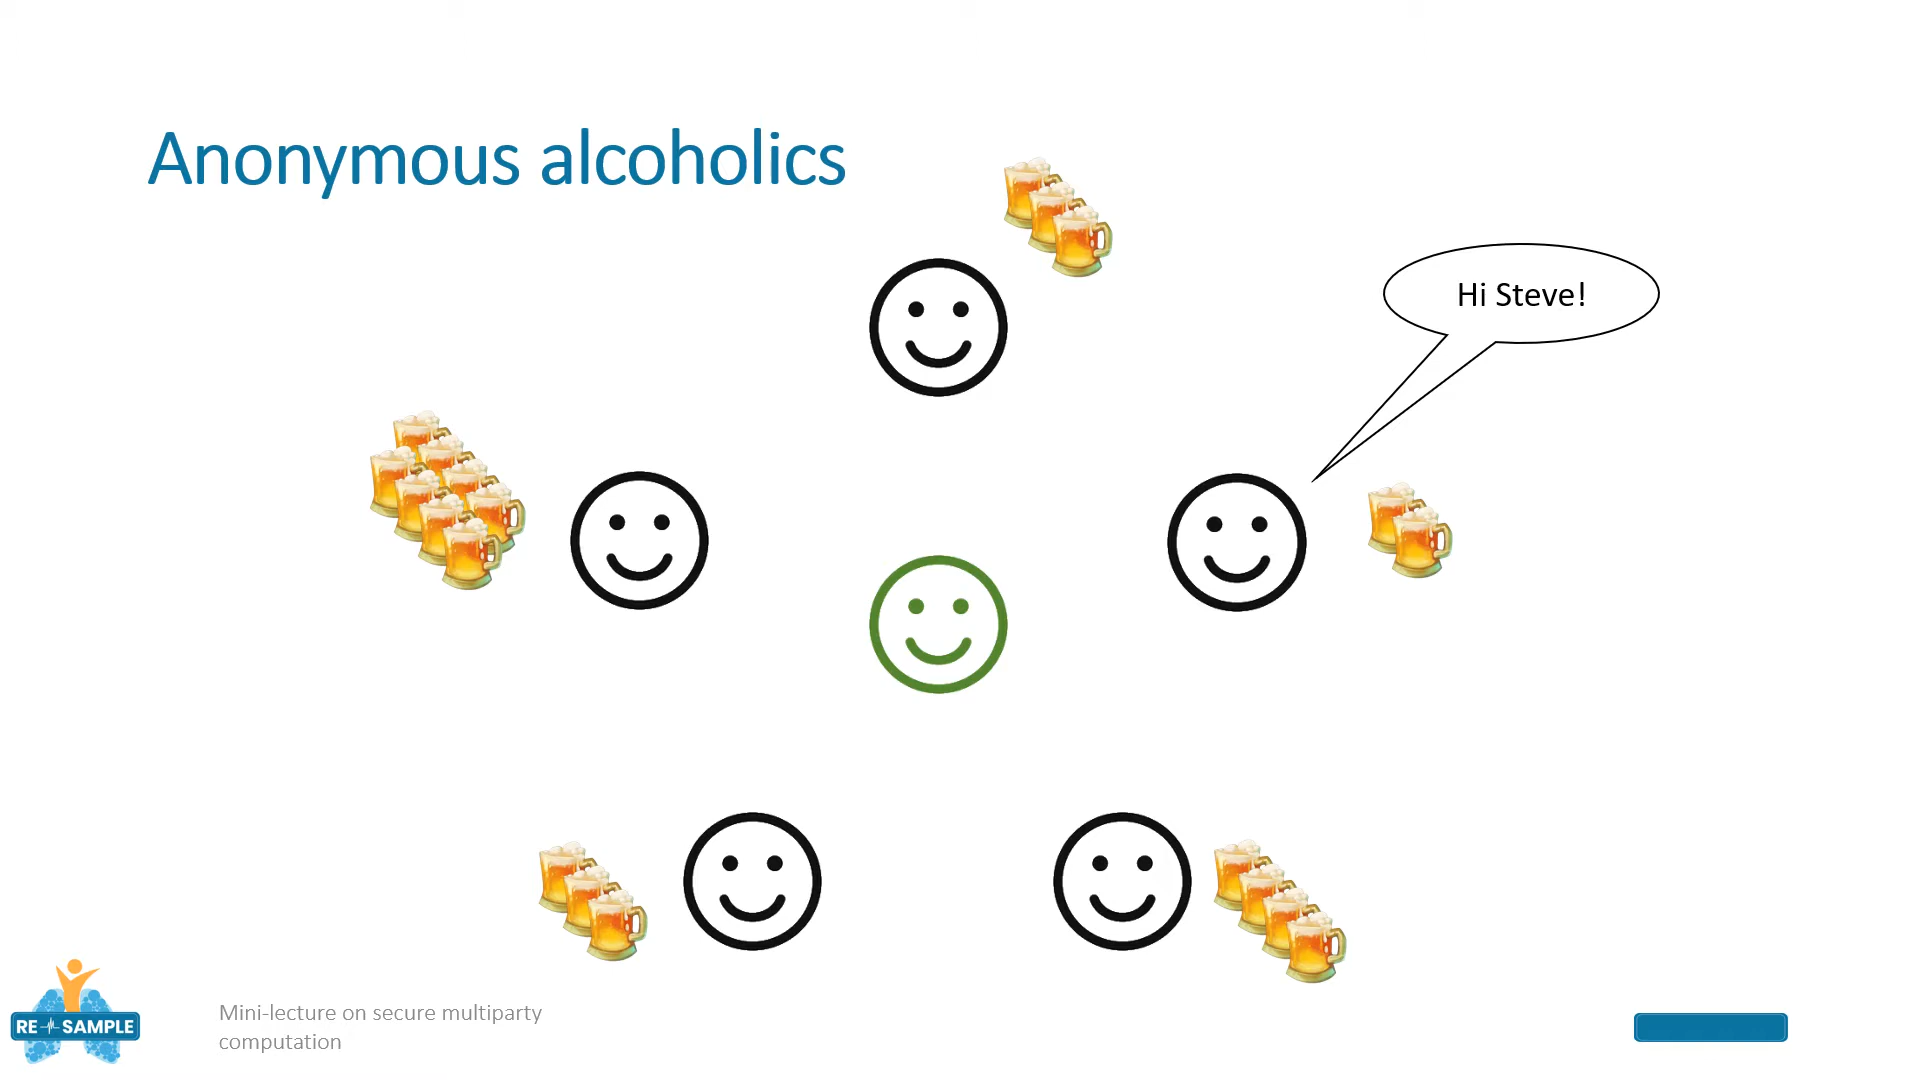 Anonymous alcoholics
Hi Steve!
RE SAMPLE
Mini-lecture on secure multiparty
computation